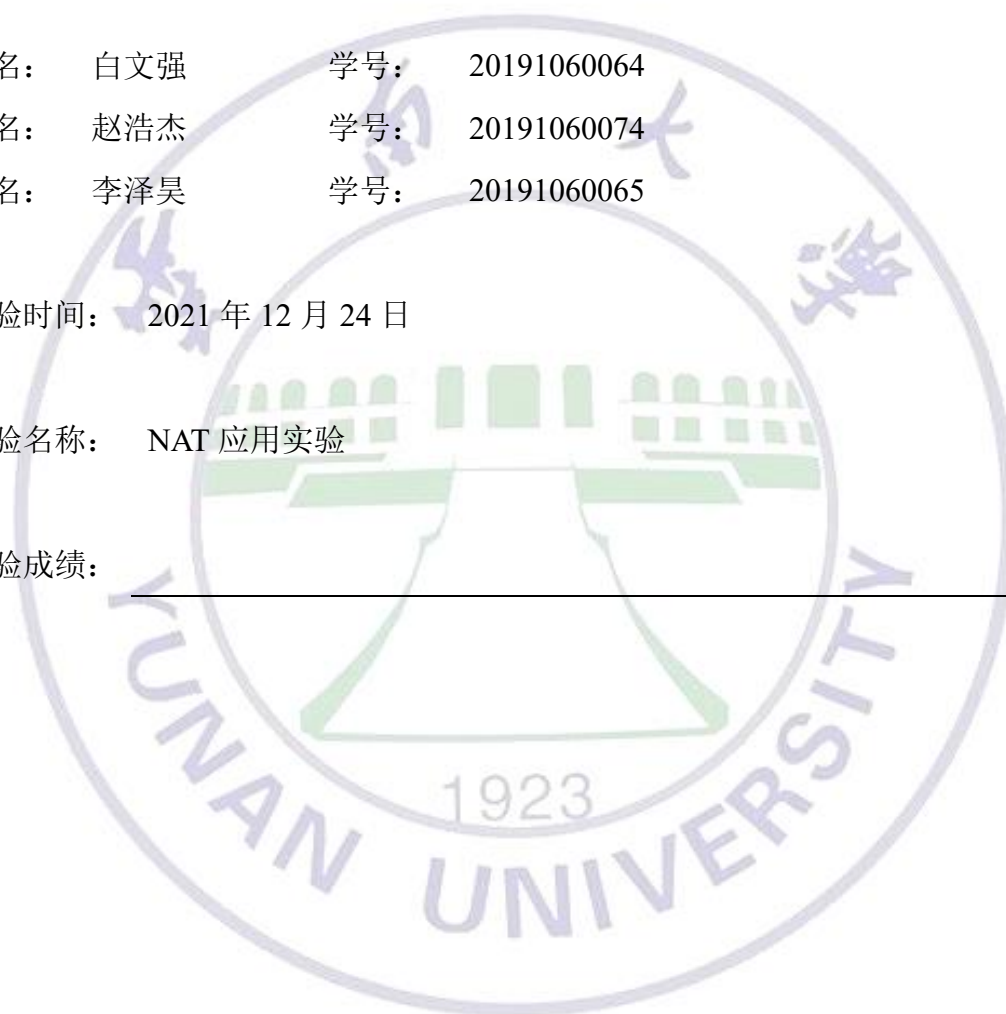 名： 白文强 学号： 20191060064
名： 赵浩杰 学号： 20191060074
名： 李泽昊 学号： 20191060065
验时间： 2021 年 12 月 24 日
验名称： NAT 应用实验
验成绩：
1923
YUNAN UNIVERSITY